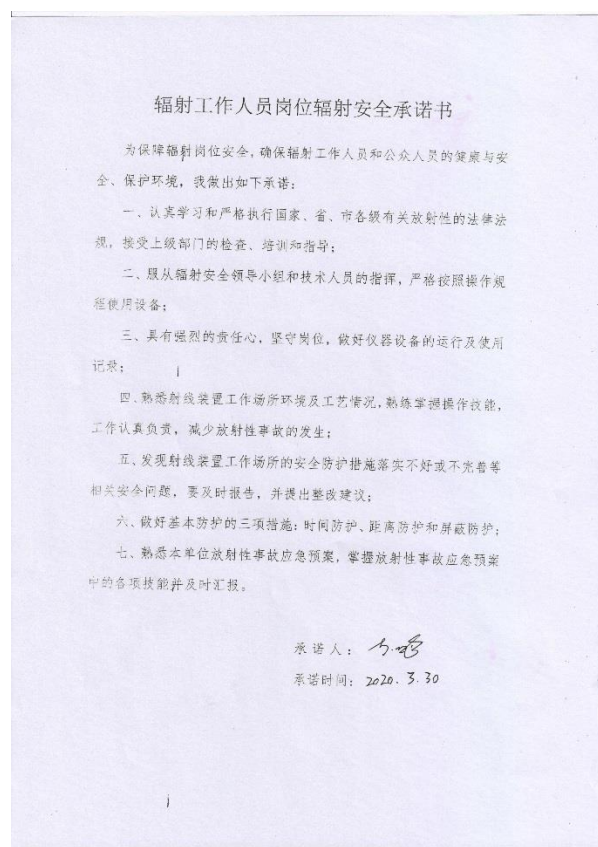 辐射工作人员岗位辐射安全承诺书
为保障辐射岗位安全，确保辐射工作人员和公众人员的健康与安
全、保护环境，我做出如下承诺：
一、认真学习和严格执行国家、省、市各级有关放射性的法律法
规，接受上级部门的检查、培训和指导；
二、服从辐射安全领导小组和技术人员的指挥，严格按照操作规
程使用设备；
三、具有强烈的责任心，坚守岗位，做好仪器设备的运行及使用
记录；
四、熟悉射线装置工作场所环境及工艺情况，熟练掌握操作技能，
工作认真负责，减少放射性事故的发生；
五、发现射线装置工作场所的安全防护措施落实不好或不完善等
相关安全问题，要及时报告，并提出整改建议；
六、做好基本防护的三项措施：时间防护、距离防护和屏蔽防护；
七、熟悉本单位放射性事故应急预案，掌握放射性事故应急预案
中的各项技能并及时汇报。
承诺人：
承诺时间：2020.3.30